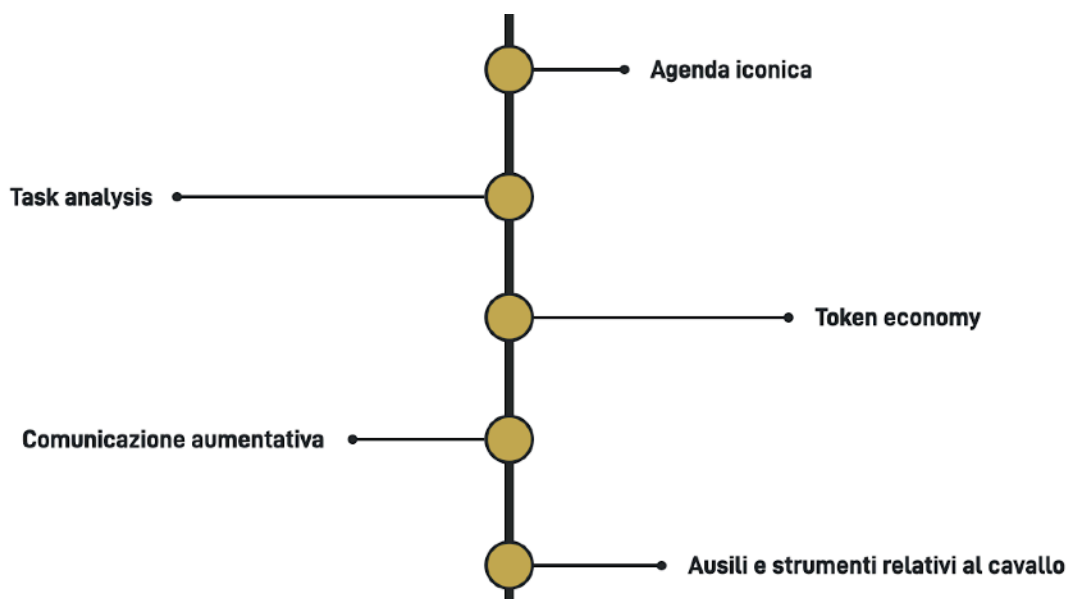 Agenda iconica
Task analysis
Token economy
Comunicazione aumentativa
Ausili e strumenti relativi al cavallo